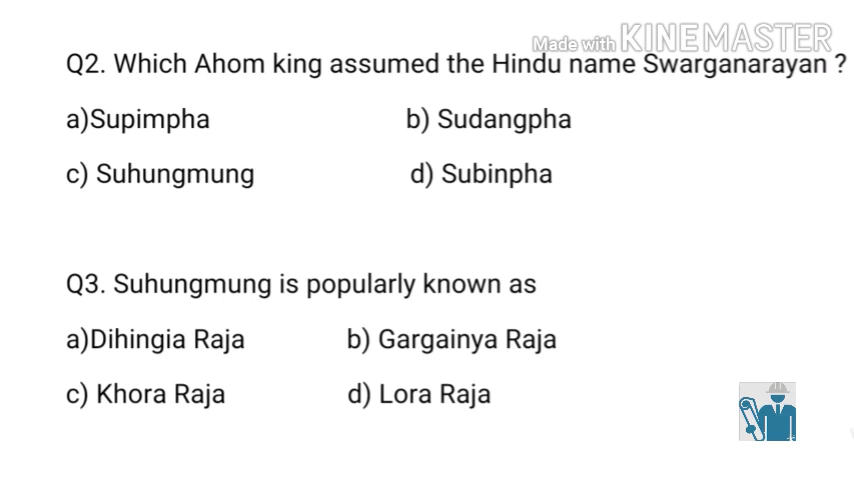 Made with KINEMASTER
Q2. Which Ahom king assumed the Hindu name Swarganarayan ?
a)Supimpha b) Sudangpha
c) Suhungmung d) Subinpha
Q3. Suhungmung is popularly known as
a)Dihingia Raja b) Gargainya Raja
c) Khora Raja d) Lora Raja